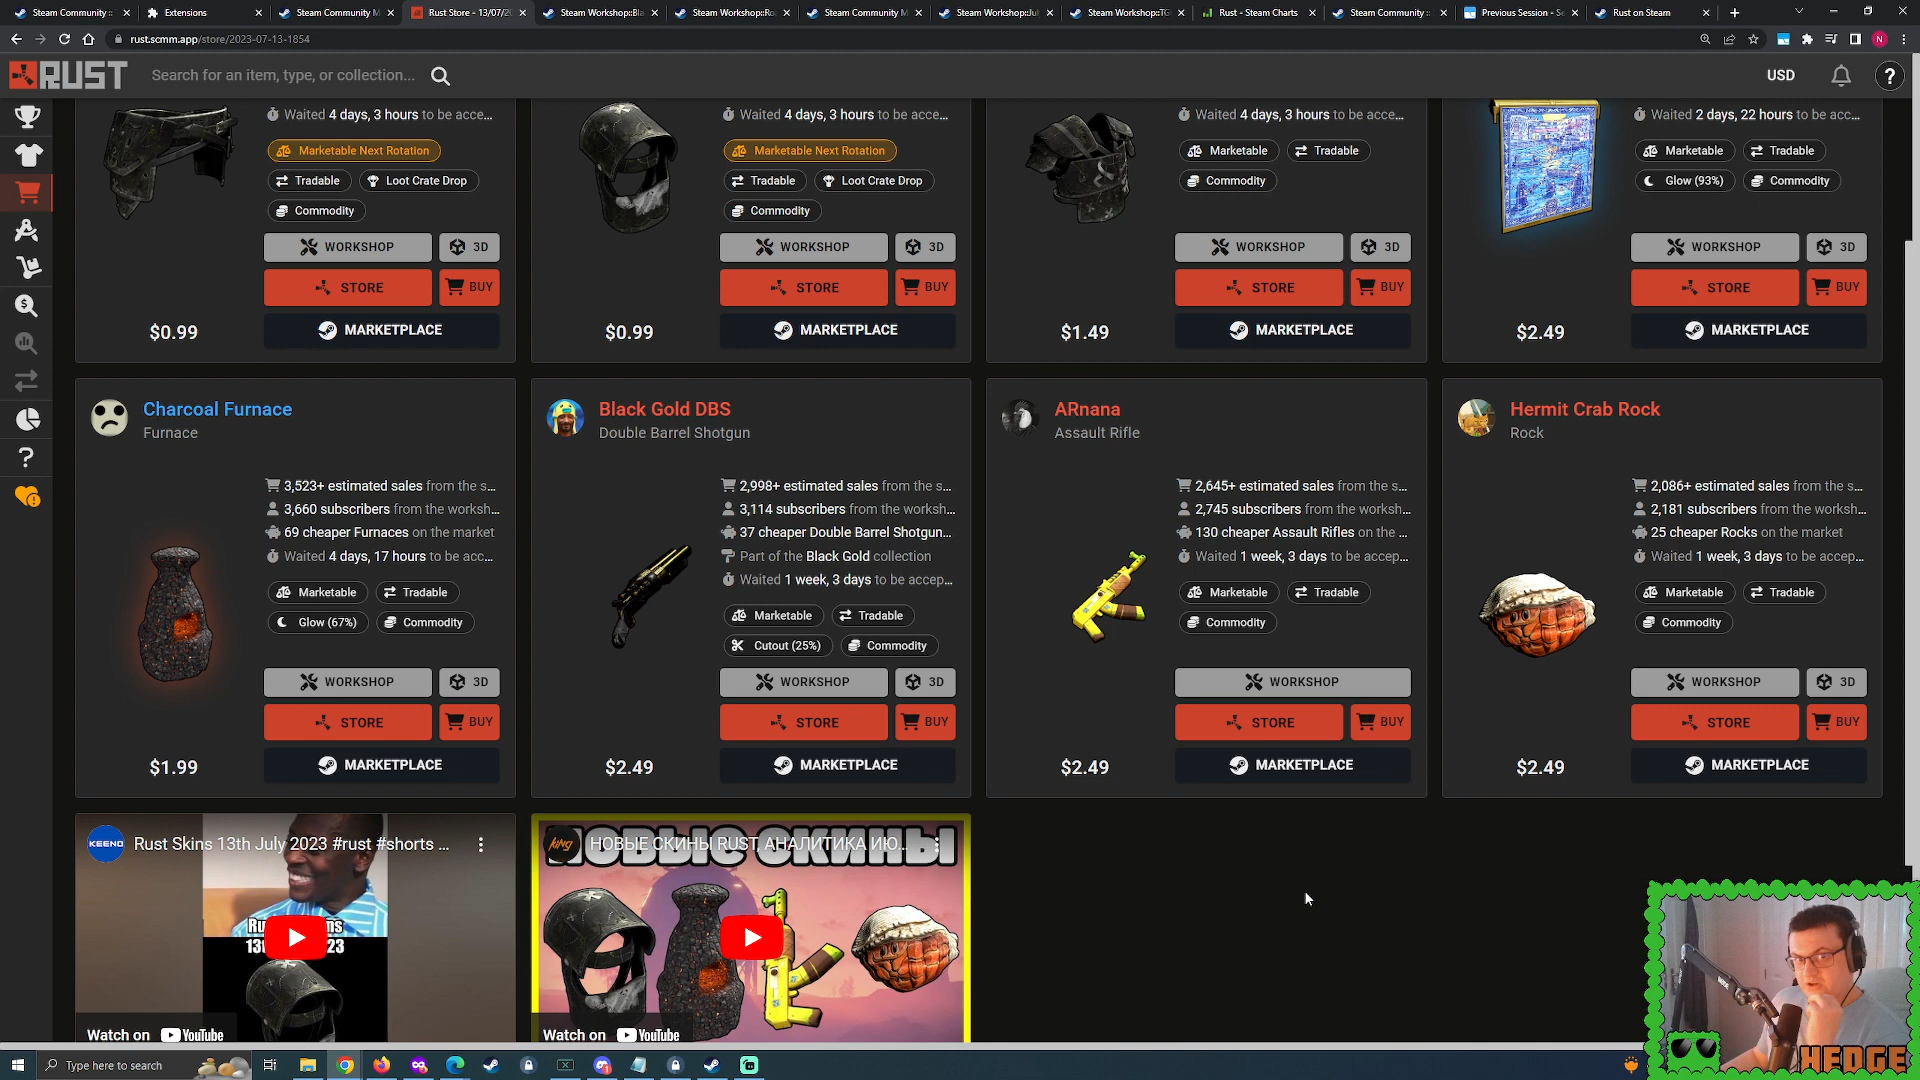 Steam Community ::
Extensions
Steam Community M
Rust Store - 13/07/20
Steam Workshop::Bla
Steam Workshop::Ro
Steam Community M
Steam Workshop::Jul
Steam Workshop::TG
Rust - Steam Charts
Steam Community ::
Previous Session - Se
Rust on Steam
rust.scmm.app/store/2023-07-13-1854
N
RUST
Search for an item, type, or collection...
USD
?
Waited 4 days, 3 hours to be acce...
Marketable Next Rotation
Tradable
Loot Crate Drop
Commodity
WORKSHOP
3D
STORE
BUY
$0.99
MARKETPLACE
Waited 4 days, 3 hours to be acce...
Marketable Next Rotation
Tradable
Loot Crate Drop
Commodity
WORKSHOP
3D
STORE
BUY
$0.99
MARKETPLACE
Waited 4 days, 3 hours to be acc...
Marketable
Tradable
Commodity
WORKSHOP
3D
STORE
BUY
$1.49
MARKETPLACE
Waited 2 days, 22 hours to be acc...
Marketable
Tradable
Glow (93%)
Commodity
WORKSHOP
3D
STORE
BUY
$2.49
MARKETPLACE
Charcoal Furnace
Furnace
3,523+ estimated sales from the s...
3,660 subscribers from the worksh...
69 cheaper Furnaces on the market
Waited 4 days, 17 hours to be acc...
Marketable
Tradable
Glow (67%)
Commodity
WORKSHOP
3D
STORE
BUY
$1.99
MARKETPLACE
Black Gold DBS
Double Barrel Shotgun
2,998+ estimated sales from the s...
3,114 subscribers from the worksh...
37 cheaper Double Barrel Shotgun...
Part of the Black Gold collection
Waited 1 week, 3 days to be accep...
Marketable
Tradable
Cutout (25%)
Commodity
WORKSHOP
3D
STORE
BUY
$2.49
MARKETPLACE
ARnana
Assault Rifle
2,645+ estimated sales from the s...
2,745 subscribers from the worksh...
130 cheaper Assault Rifles on the ...
Waited 1 week, 3 days to be accep...
Marketable
Tradable
Commodity
WORKSHOP
STORE
BUY
$2.49
MARKETPLACE
Hermit Crab Rock
Rock
2,086+ estimated sales from the s...
2,181 subscribers from the worksh...
25 cheaper Rocks on the market
Waited 1 week, 3 days to be accep...
Marketable
Tradable
Commodity
WORKSHOP
3D
STORE
BUY
$2.49
MARKETPLACE
KEENO
Rust Skins 13th July 2023 #rust #shorts ...
Watch on YouTube
king
НОВЫЕ СКИНЫ
НОВЫЕ СКИНЫ RUST, АНАЛИТИКА ИЮ...
Watch on YouTube
HEDGE
Type here to search